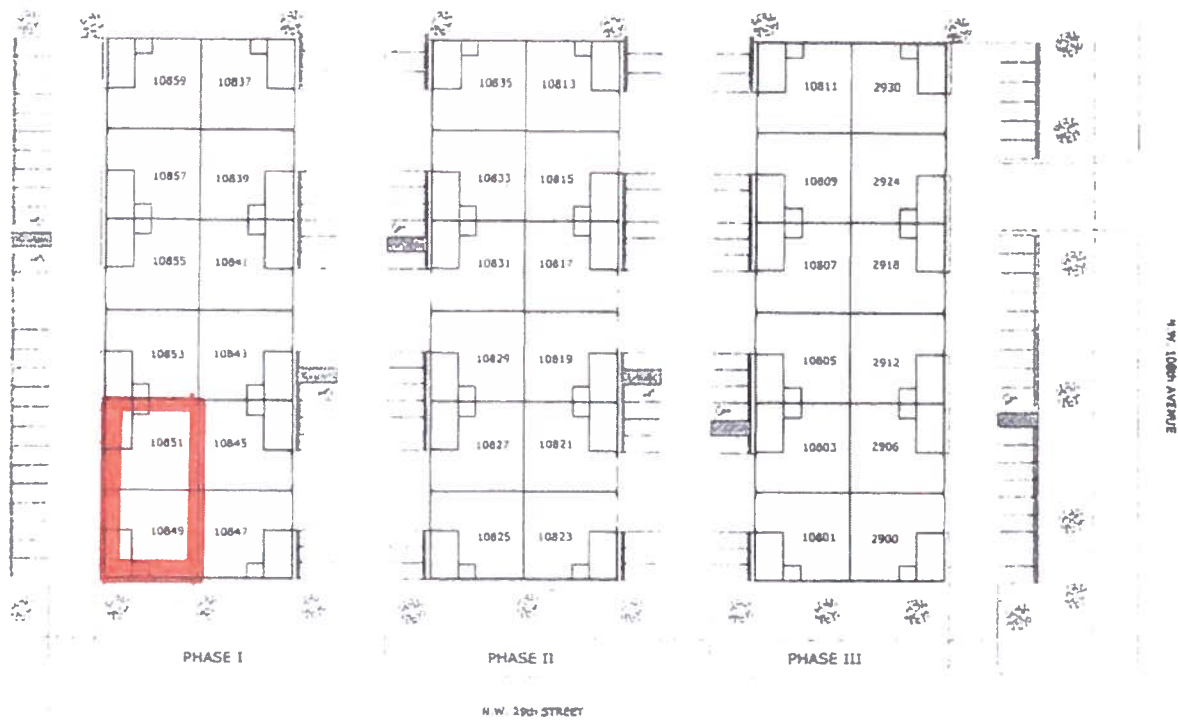 10859 10837 10835 10813 10811 2930
10857 10839 10833 10815 10809 2924
10855 10841 10831 10817 10807 2918
10853 10843 10829 10819 10805 2912
10851 10845 10827 10821 10803 2906
10849 10847 10825 10823 10801 2900
N.W. 108th AVENUE
PHASE I PHASE II PHASE III
N.W. 29th STREET